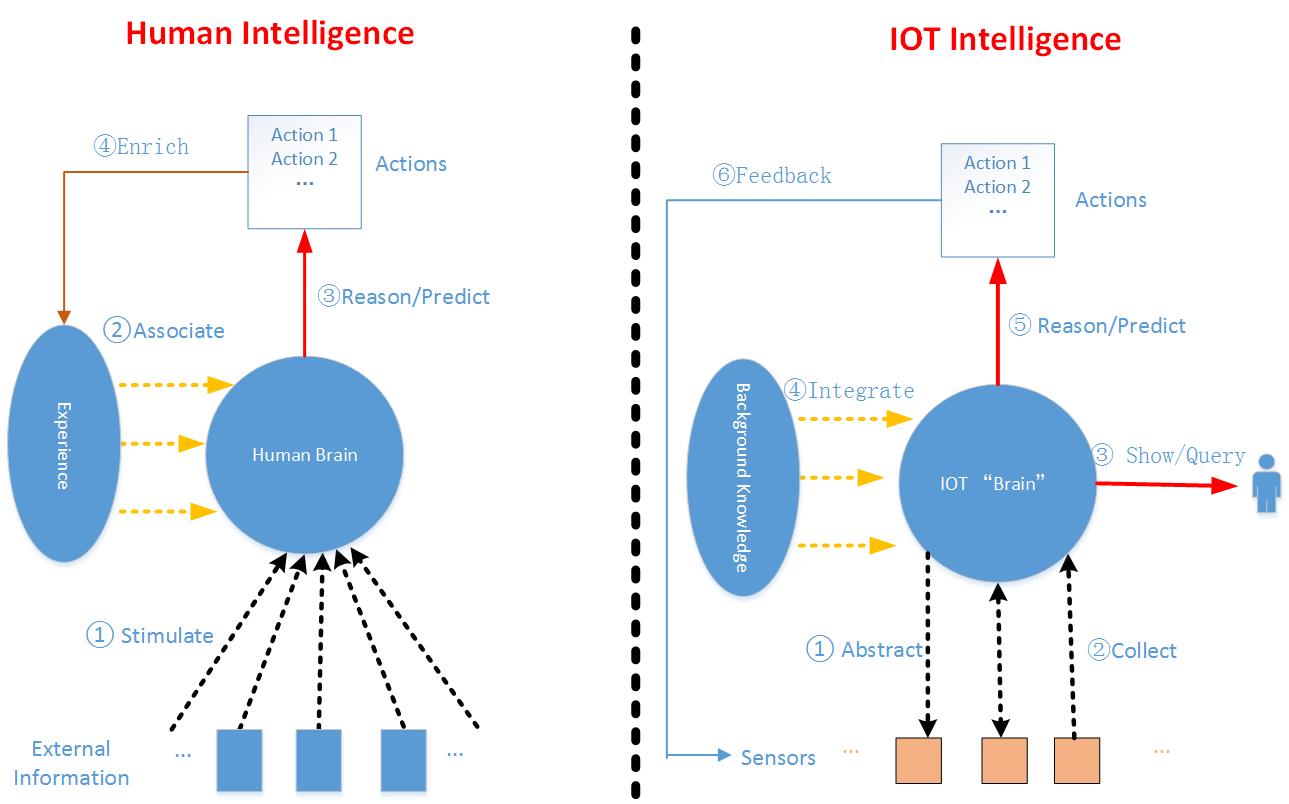 Human Intelligence
④Enrich
Action 1
Action 2
...
Actions
③Reason/Predict
②Associate
Experience
Human Brain
① Stimulate
External
Information
...
...
IOT Intelligence
⑥Feedback
Action 1
Action 2
...
Actions
⑤ Reason/Predict
④Integrate
Background Knowledge
IOT “Brain”
③ Show/Query
① Abstract
②Collect
Sensors
...
...